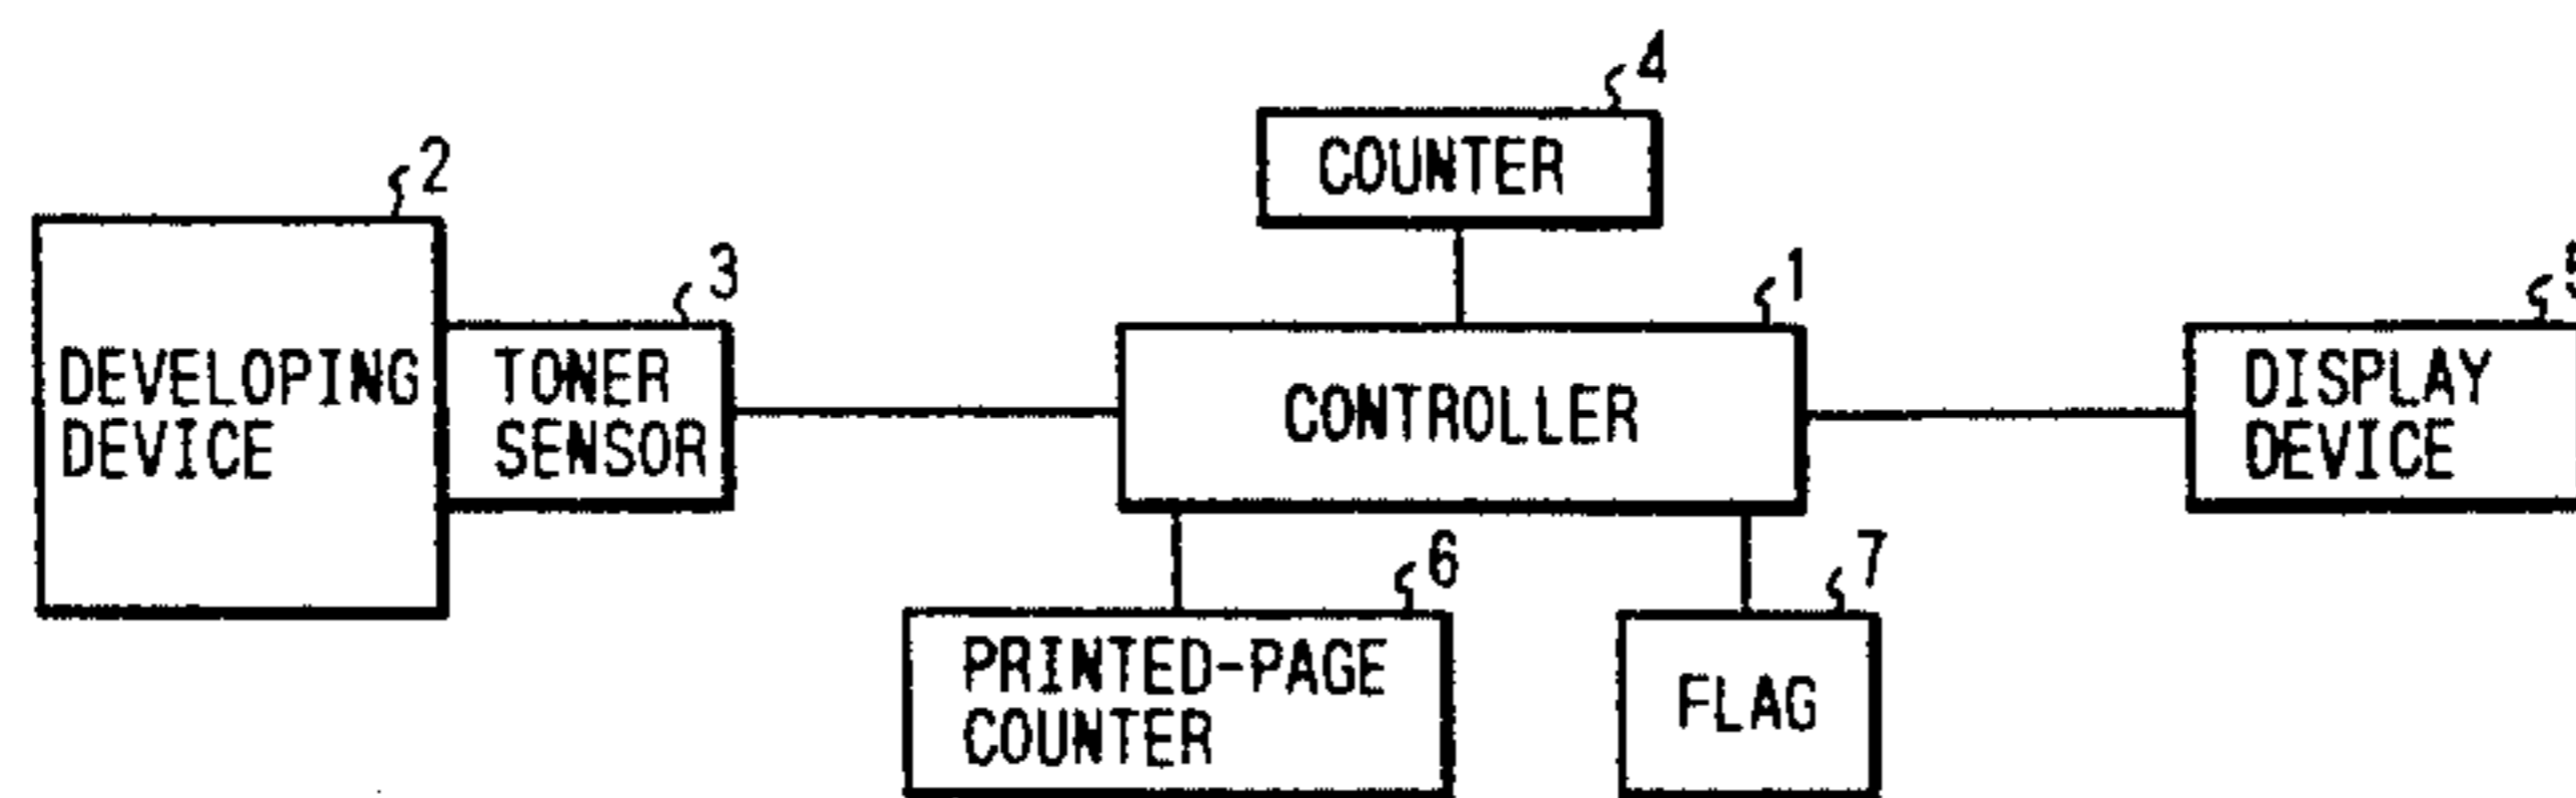 4
COUNTER
2
3
1
DEVELOPING
DEVICE
TONER
SENSOR
CONTROLLER
DISPLAY
DEVICE
6
7
PRINTED-PAGE
COUNTER
FLAG